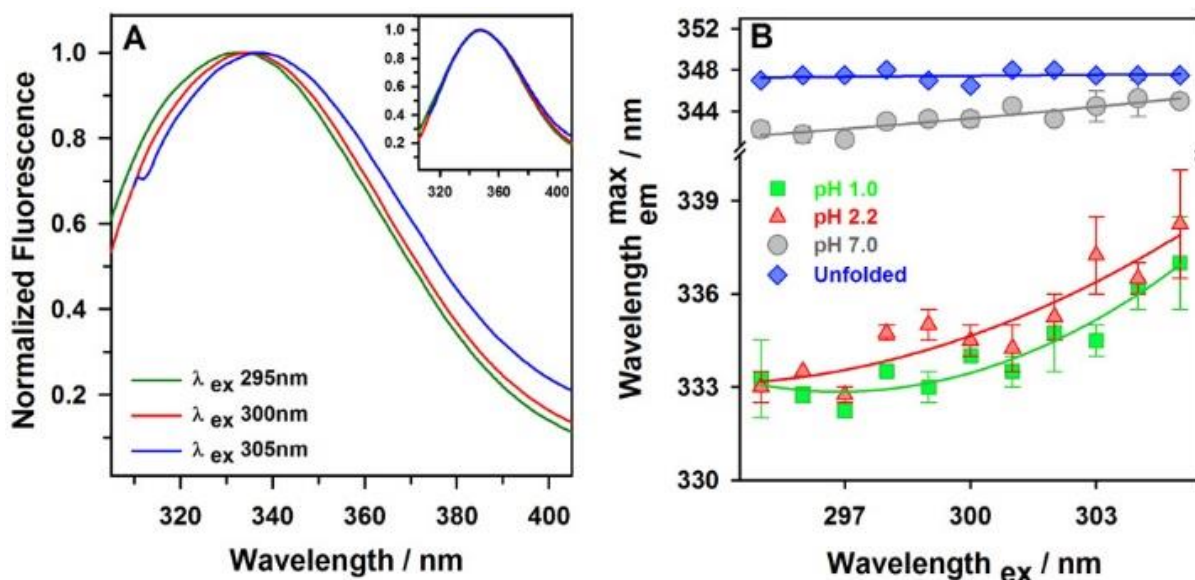 A
1.0
0.8
0.6
0.4
0.2
Normalized Fluorescence
320
340
360
380
400
Wavelength / nm
λ ex 295nm
λ ex 300nm
λ ex 305nm
1.0
0.8
0.6
0.4
0.2
320
360
400
B
352
348
344
339
336
333
330
Wavelength max em / nm
pH 1.0
pH 2.2
pH 7.0
Unfolded
297
300
303
Wavelength ex / nm